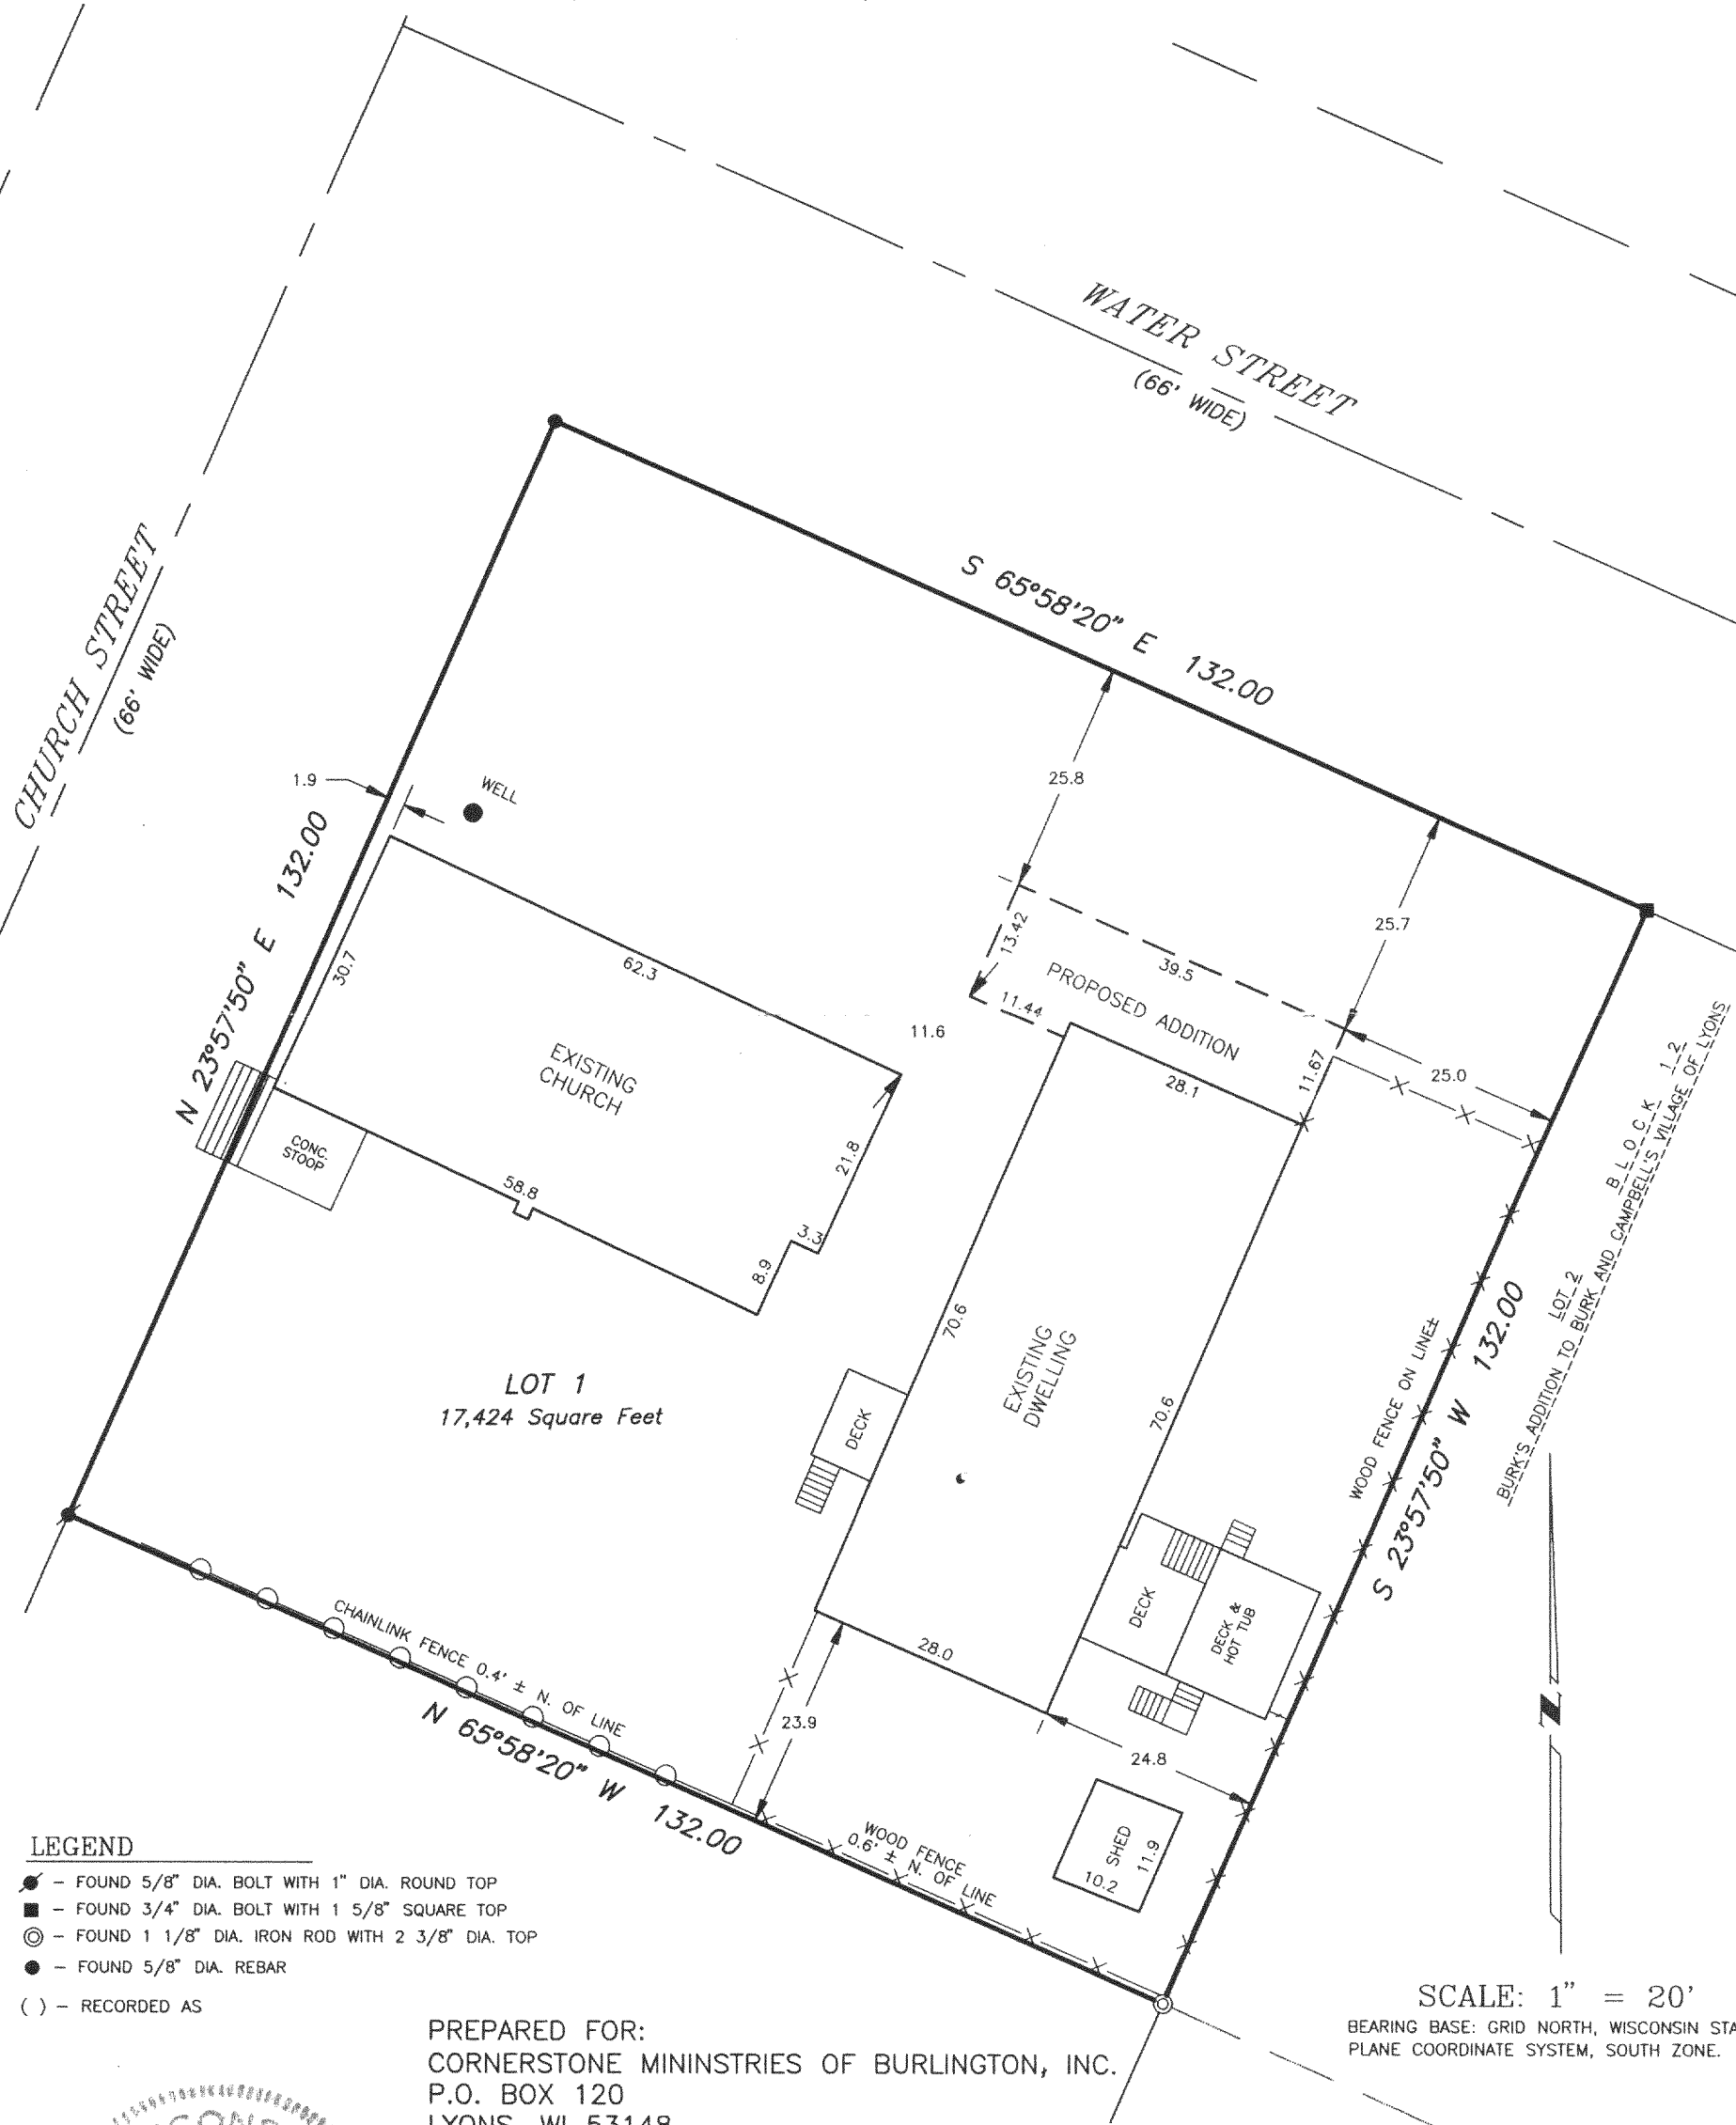 WATER STREET
(66' WIDE)
CHURCH STREET
(66' WIDE)
S 65°58'20" E 132.00
25.8
25.7
1.9
WELL
N 23°57'50" E 132.00
30.7
62.3
13.42
39.5
PROPOSED ADDITION
11.44
11.6
28.1
11.67
25.0
EXISTING
CHURCH
CONC.
STOOP
58.8
21.8
3.3
8.9
BLOCK 12
LOT 2
BURK'S ADDITION TO BURK AND CAMPBELL'S VILLAGE OF LYONS
70.6
EXISTING
DWELLING
70.6
WOOD FENCE ON LINE±
S 23°57'50" W 132.00
LOT 1
17,424 Square Feet
DECK
DECK
DECK &
HOT TUB
CHAINLINK FENCE 0.4' ± N. OF LINE
N 65°58'20" W 132.00
28.0
23.9
24.8
SHED
10.2
11.9
WOOD FENCE
0.6' ± N. OF LINE
N
LEGEND
– FOUND 5/8" DIA. BOLT WITH 1" DIA. ROUND TOP
– FOUND 3/4" DIA. BOLT WITH 1 5/8" SQUARE TOP
– FOUND 1 1/8" DIA. IRON ROD WITH 2 3/8" DIA. TOP
– FOUND 5/8" DIA. REBAR
( ) – RECORDED AS
SCALE: 1" = 20'
BEARING BASE: GRID NORTH, WISCONSIN STA
PLANE COORDINATE SYSTEM, SOUTH ZONE.
PREPARED FOR:
CORNERSTONE MININSTRIES OF BURLINGTON, INC.
P.O. BOX 120
LYONS, WI 53148